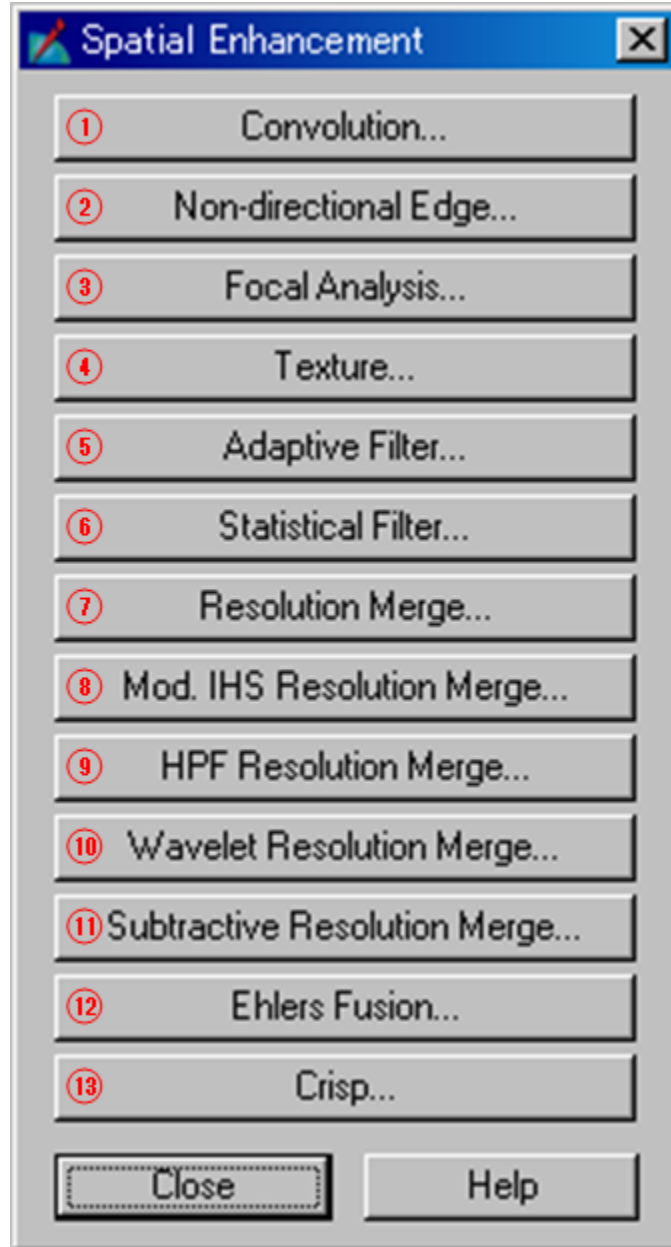 Spatial Enhancement
① Convolution...
② Non-directional Edge...
③ Focal Analysis...
④ Texture...
⑤ Adaptive Filter...
⑥ Statistical Filter...
⑦ Resolution Merge...
⑧ Mod. IHS Resolution Merge...
⑨ HPF Resolution Merge...
⑩ Wavelet Resolution Merge...
⑪ Subtractive Resolution Merge...
⑫ Ehlers Fusion...
⑬ Crisp...
Close Help